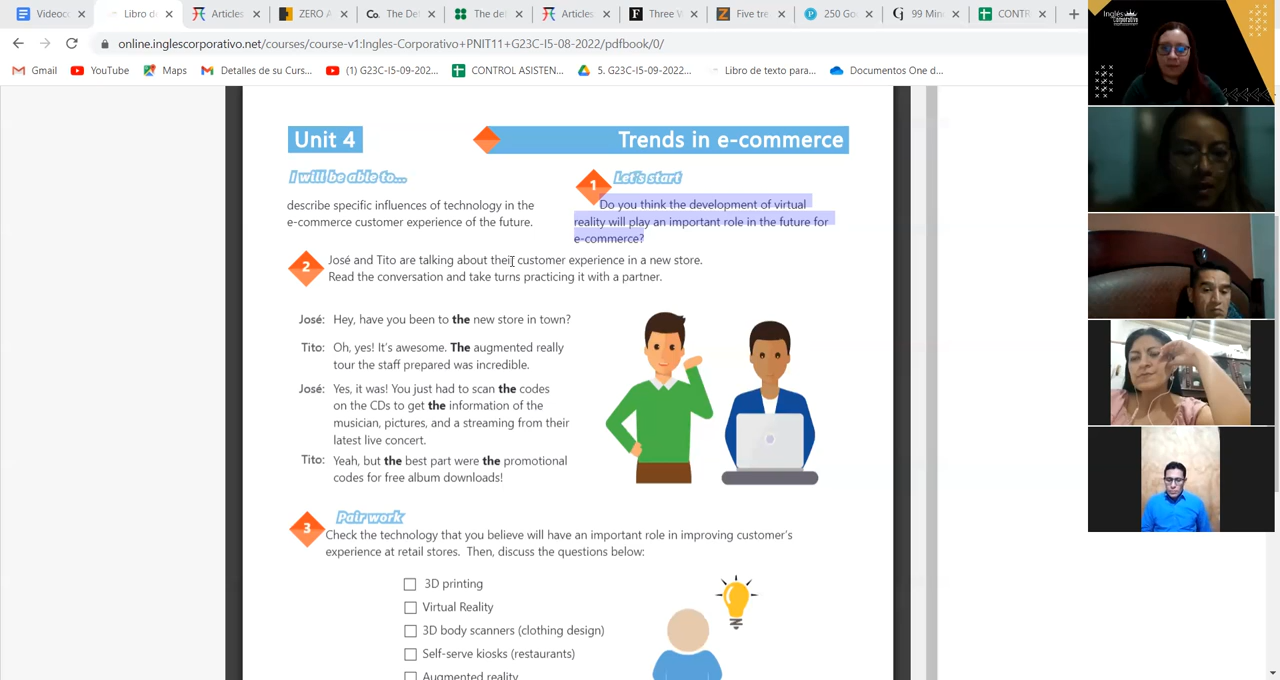 Videoco
Libro de
Articles
ZERO A
Co. The De
The de
Articles
Three W
Five tre
250 Go
99 Min
CONTR
online.inglescorporativo.net/courses/course-v1:Ingles-Corporativo+PNIT11+G23C-I5-08-2022/pdfbook/0/
Gmail
YouTube
Maps
Detalles de su Curs...
(1) G23C-I5-09-202...
CONTROL ASISTEN...
5. G23C-I5-09-2022...
Libro de texto para...
Documentos One d...
Inglés
Corporativo
Unit 4
Trends in e-commerce
I will be able to...
describe specific influences of technology in the
e-commerce customer experience of the future.
1
Let's start
Do you think the development of virtual
reality will play an important role in the future for
e-commerce?
2
José and Tito are talking about their customer experience in a new store.
Read the conversation and take turns practicing it with a partner.
José: Hey, have you been to the new store in town?
Tito: Oh, yes! It's awesome. The augmented really
tour the staff prepared was incredible.
José: Yes, it was! You just had to scan the codes
on the CDs to get the information of the
musician, pictures, and a streaming from their
latest live concert.
Tito: Yeah, but the best part were the promotional
codes for free album downloads!
3
Pair work
Check the technology that you believe will have an important role in improving customer's
experience at retail stores. Then, discuss the questions below:
3D printing
Virtual Reality
3D body scanners (clothing design)
Self-serve kiosks (restaurants)
Augmented reality